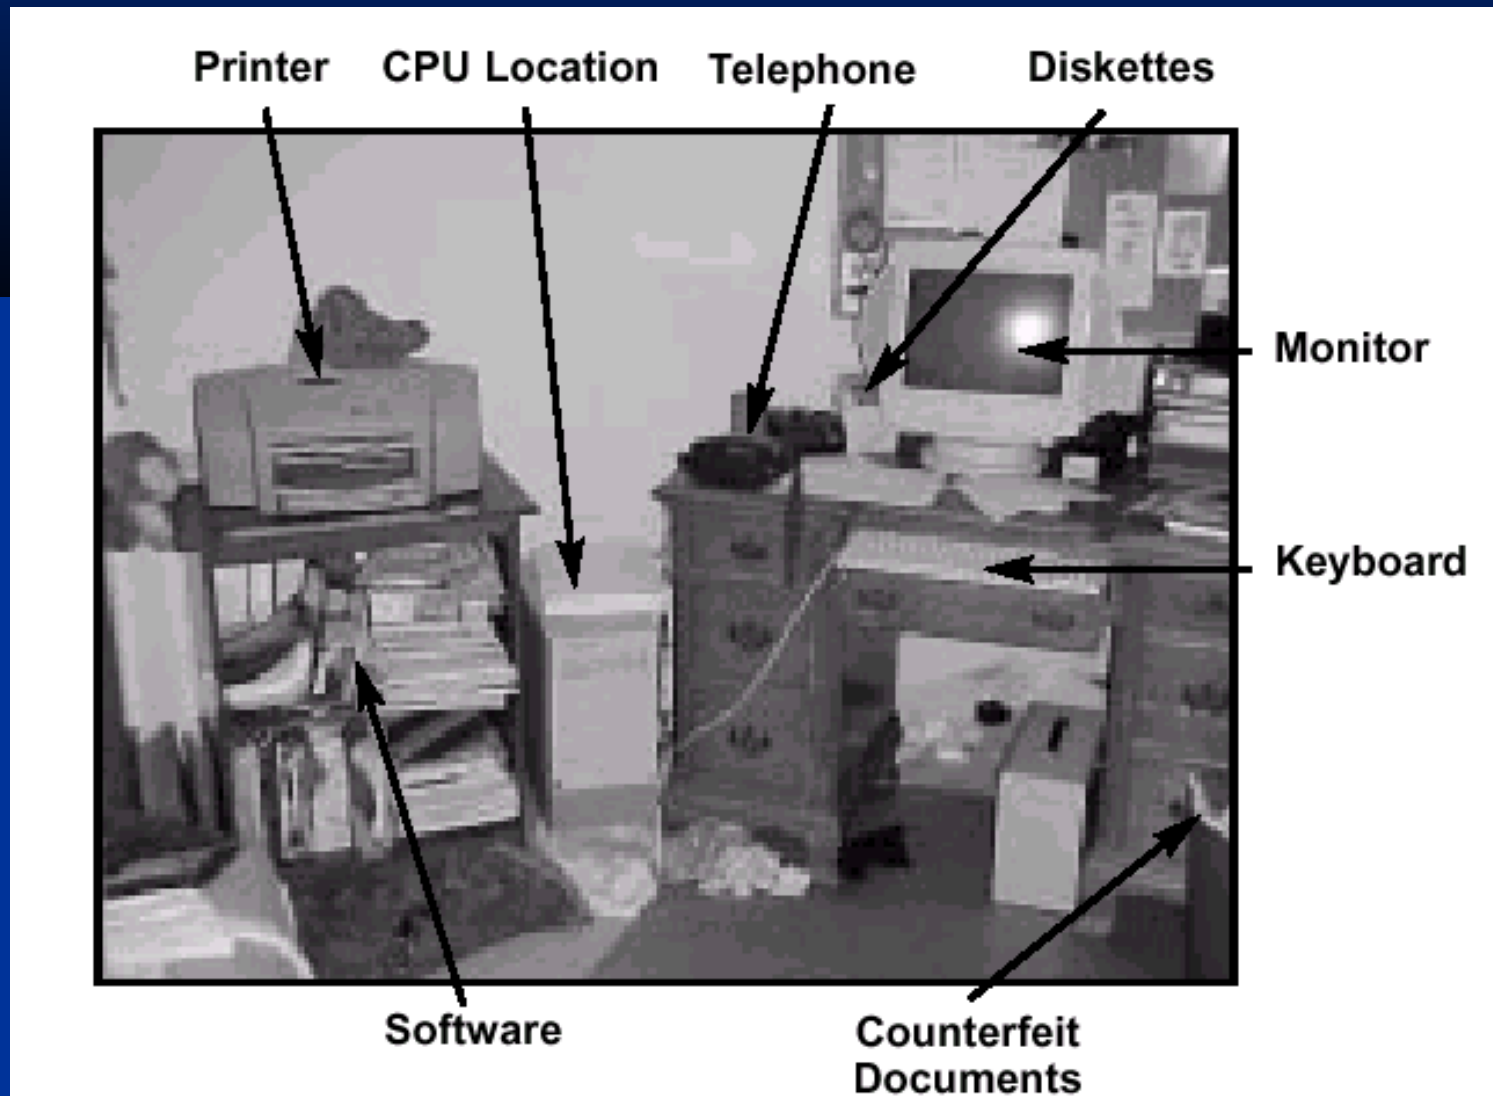 Printer
CPU Location
Telephone
Diskettes
Monitor
Keyboard
Software
Counterfeit
Documents